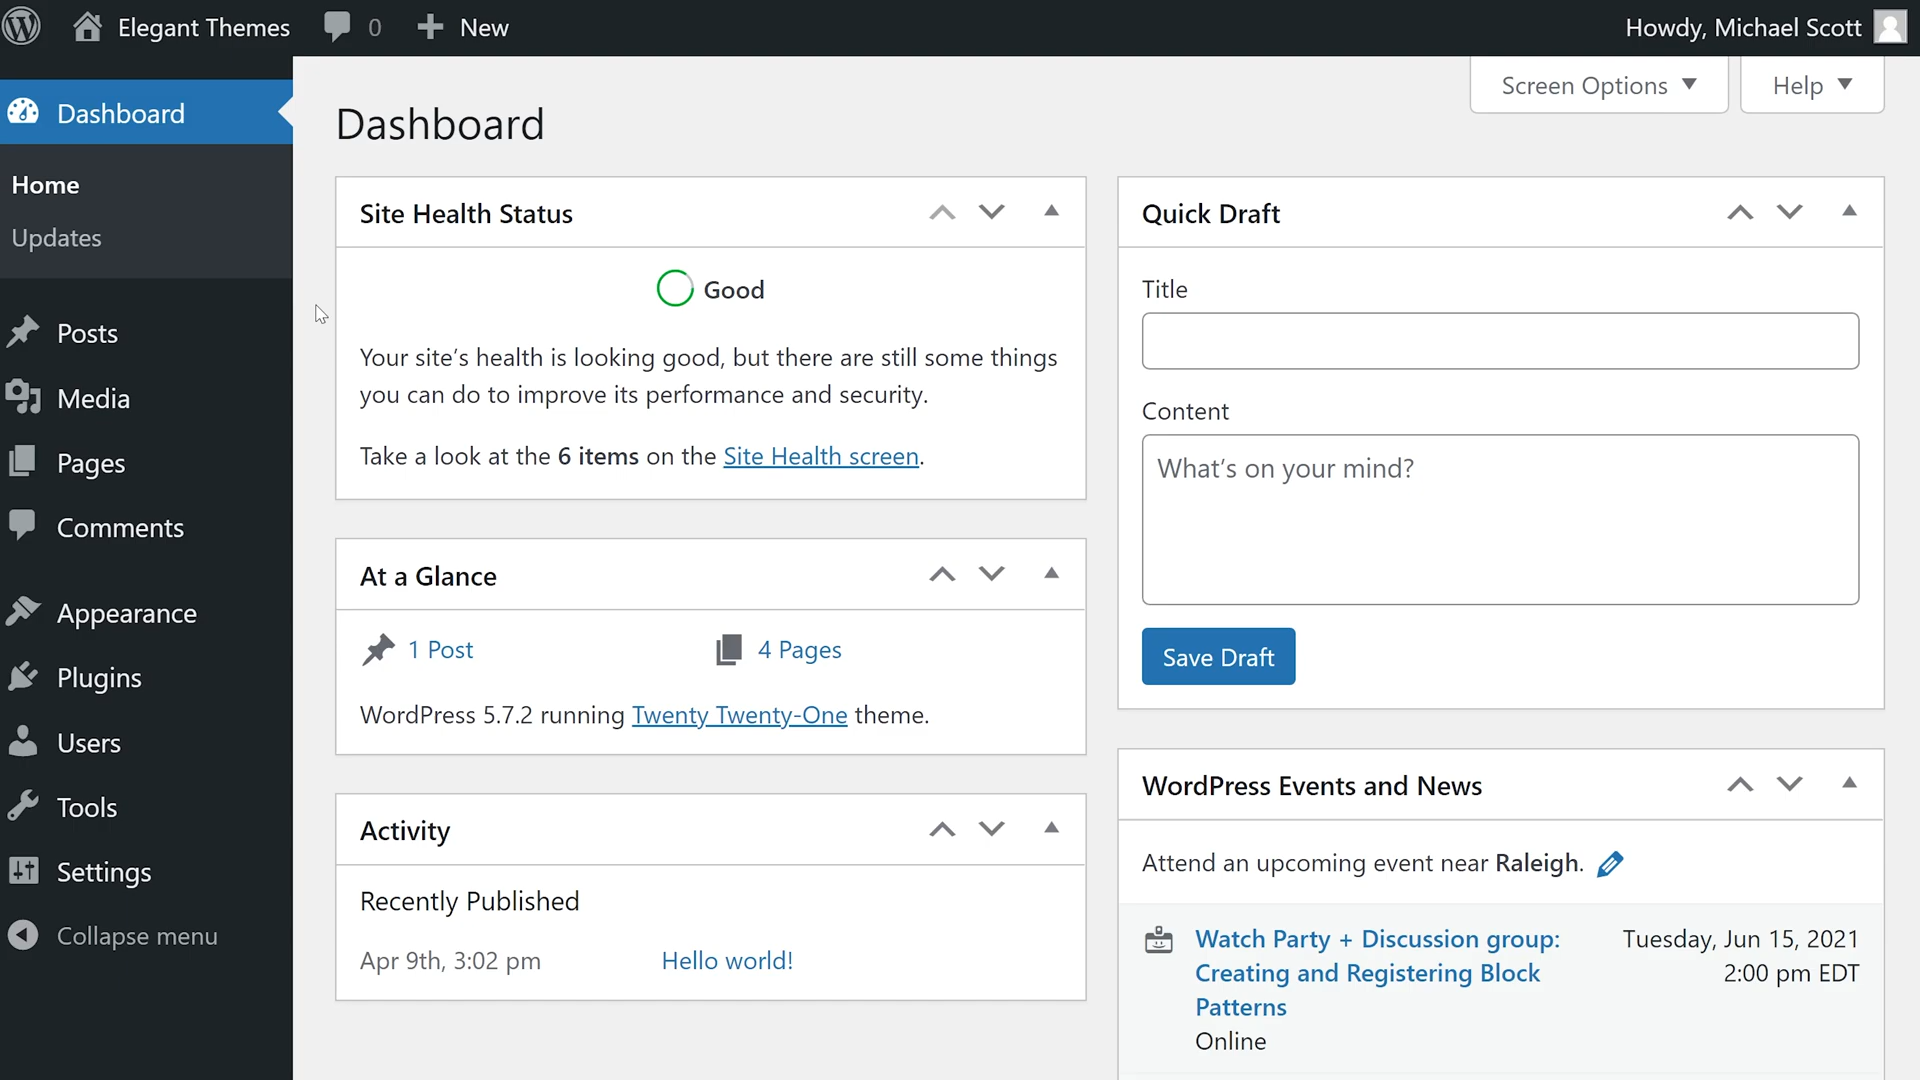 Elegant Themes
0
New
Howdy, Michael Scott
Screen Options
Help
Dashboard
Home
Updates
Posts
Media
Pages
Comments
Appearance
Plugins
Users
Tools
Settings
Collapse menu
Dashboard
Site Health Status
Good
Your site’s health is looking good, but there are still some things
you can do to improve its performance and security.
Take a look at the 6 items on the Site Health screen.
At a Glance
1 Post
4 Pages
WordPress 5.7.2 running Twenty Twenty-One theme.
Activity
Recently Published
Apr 9th, 3:02 pm
Hello world!
Quick Draft
Title
Content
What’s on your mind?
Save Draft
WordPress Events and News
Attend an upcoming event near Raleigh.
Watch Party + Discussion group:
Creating and Registering Block
Patterns
Online
Tuesday, Jun 15, 2021
2:00 pm EDT